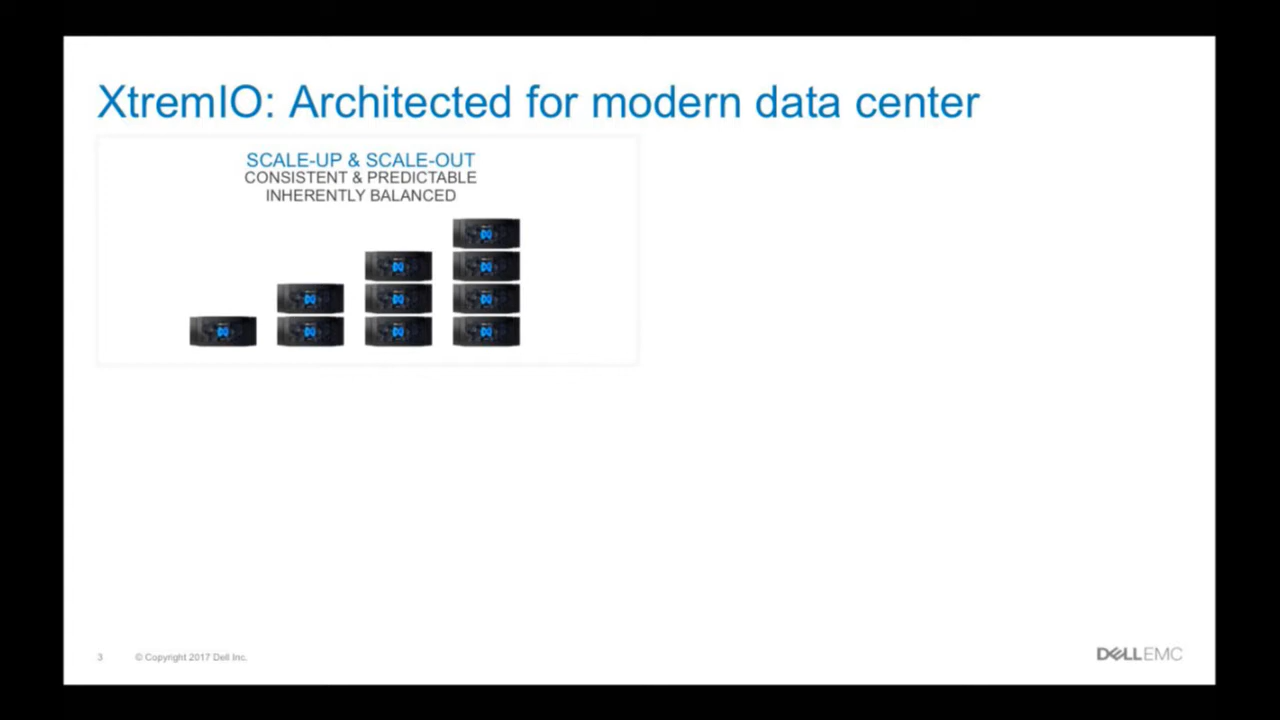 XtremIO: Architected for modern data center
SCALE-UP & SCALE-OUT
CONSISTENT & PREDICTABLE
INHERENTLY BALANCED
3 © Copyright 2017 Dell Inc.
DELLEMC